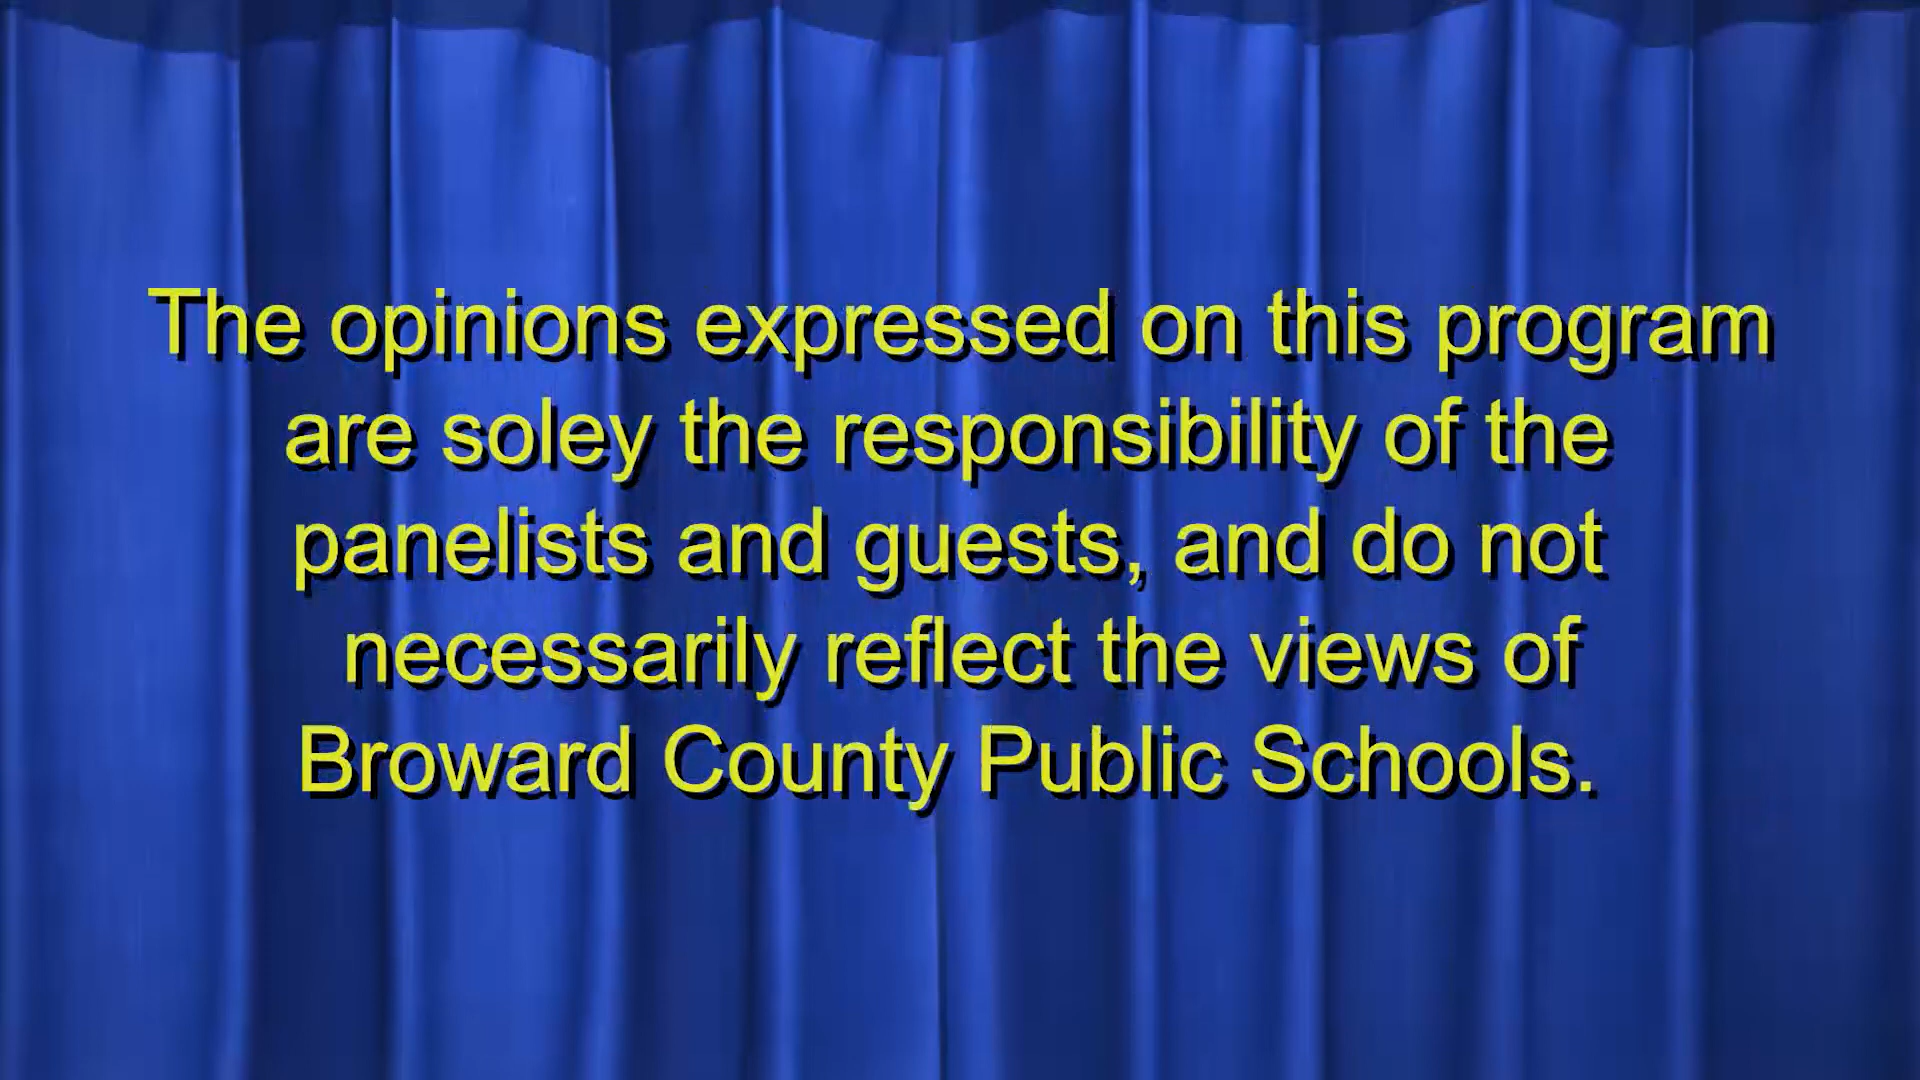 The opinions expressed on this program
are soley the responsibility of the
panelists and guests, and do not
necessarily reflect the views of
Broward County Public Schools.